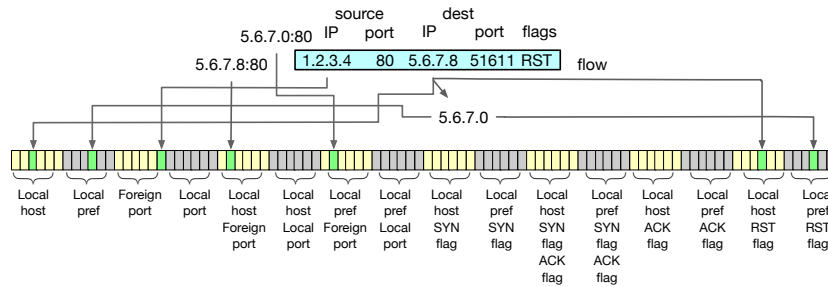 source dest
IP port IP port flags
5.6.7.0:80
5.6.7.8:80
1.2.3.4 80 5.6.7.8 51611 RST
flow
5.6.7.0
Local host
Local pref
Foreign port
Local port
Local host Foreign port
Local host Local port
Local pref Foreign port
Local pref Local port
Local host SYN flag
Local pref SYN flag
Local host SYN flag ACK flag
Local pref SYN flag ACK flag
Local host ACK flag
Local pref ACK flag
Local host RST flag
Loca pref RST flag